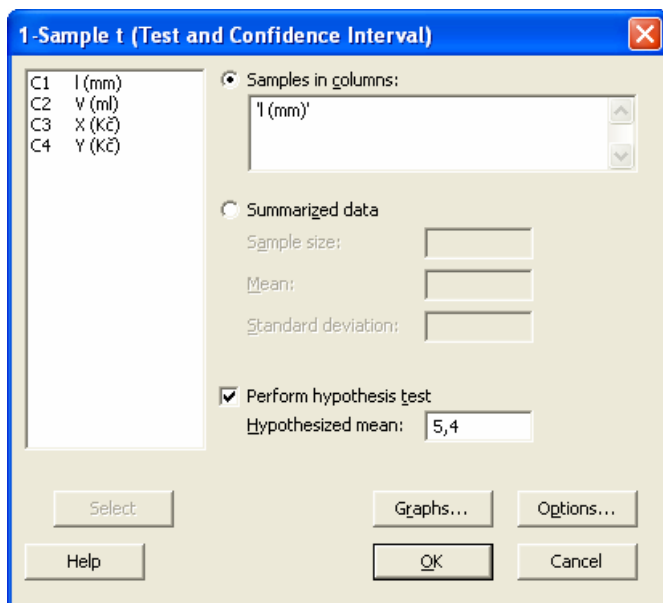 1-Sample t (Test and Confidence Interval)
C1 l (mm)
C2 V (ml)
C3 X (Kč)
C4 Y (Kč)
Samples in columns:
'l (mm)'
Summarized data
Sample size:
Mean:
Standard deviation:
Perform hypothesis test
Hypothesized mean: 5,4
Select
Graphs...
Options...
Help
OK
Cancel